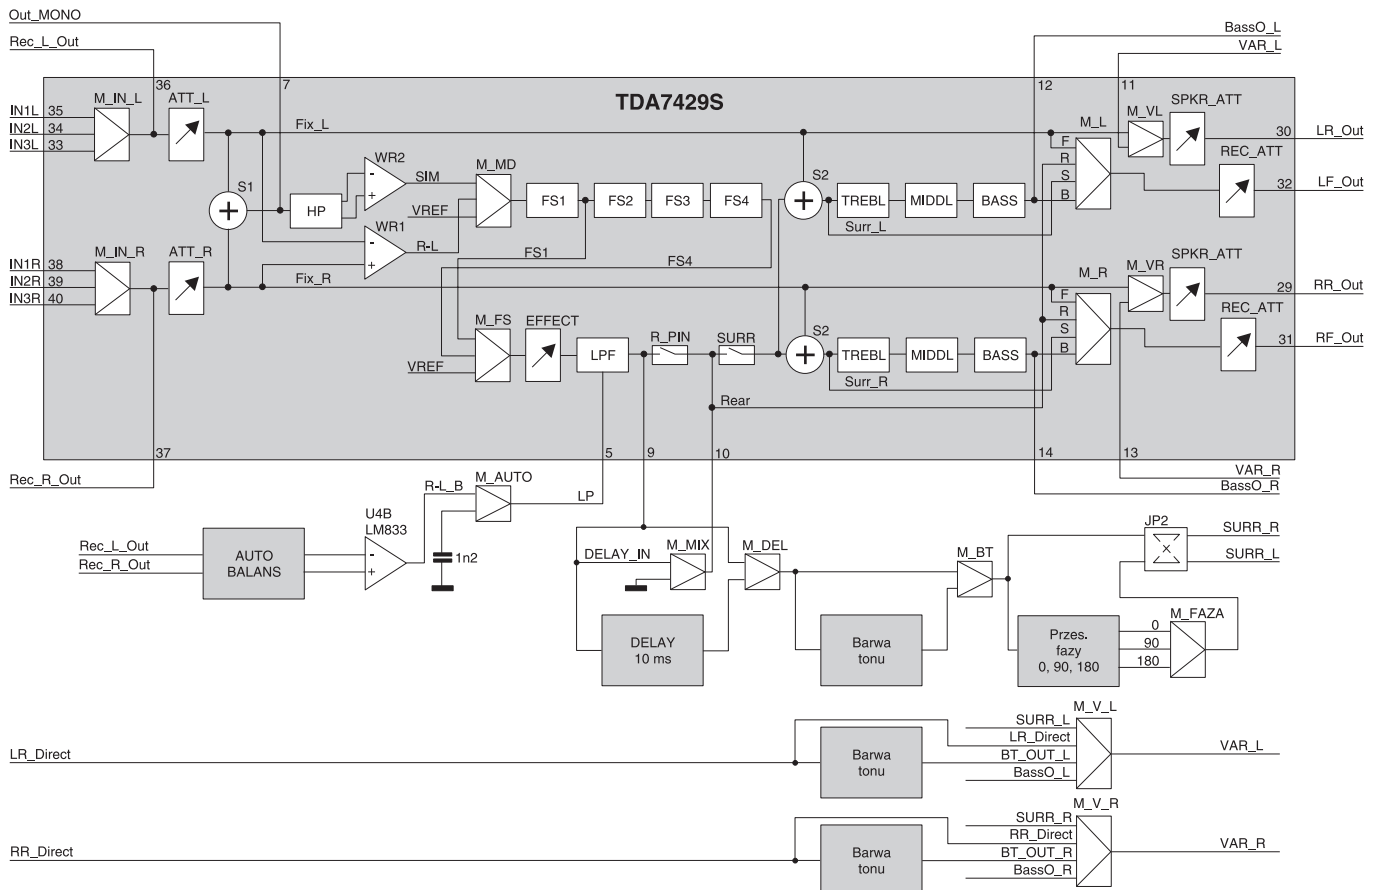 Out_MONO
Rec_L_Out
BassO_L
VAR_L
36
7
12
11
TDA7429S
IN1L 35
IN2L 34
IN3L 33
M_IN_L
ATT_L
Fix_L
M_L
M_VL
SPKR_ATT
30
LR_Out
REC_ATT
32
LF_Out
F
R
S
B
S1
+
HP
WR2
-
+
SIM
M_MD
VREF
FS1
FS2
FS3
FS4
S2
+
TREBL
MIDDL
BASS
Surr_L
WR1
-
+
R-L
FS1
FS4
IN1R 38
IN2R 39
IN3R 40
M_IN_R
ATT_R
Fix_R
M_R
M_VR
SPKR_ATT
29
RR_Out
REC_ATT
31
RF_Out
F
R
S
B
M_FS
EFFECT
VREF
LPF
R_PIN
SURR
S2
+
TREBL
MIDDL
BASS
Surr_R
Rear
37
5
9
10
14
13
Rec_R_Out
VAR_R
BassO_R
R-L_B
M_AUTO
LP
U4B
LM833
-
+
Rec_L_Out
Rec_R_Out
AUTO
BALANS
1n2
DELAY_IN
M_MIX
M_DEL
M_BT
JP2
x
SURR_R
SURR_L
DELAY
10 ms
Barwa
tonu
Przes.
fazy
0, 90, 180
0
90
180
M_FAZA
LR_Direct
Barwa
tonu
M_V_L
SURR_L
LR_Direct
BT_OUT_L
BassO_L
VAR_L
RR_Direct
Barwa
tonu
M_V_R
SURR_R
RR_Direct
BT_OUT_R
BassO_R
VAR_R